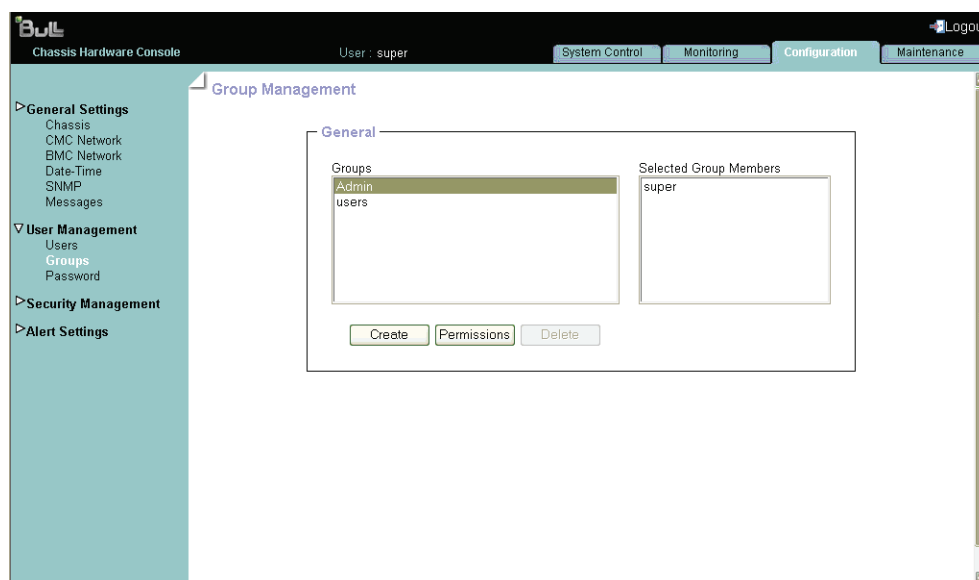 Bull
Logou
Chassis Hardware Console
User : super
System Control
Monitoring
Configuration
Maintenance
Group Management
General Settings
Chassis
CMC Network
BMC Network
Date-Time
SNMP
Messages
User Management
Users
Groups
Password
Security Management
Alert Settings
General
Groups
Admin
users
Selected Group Members
super
Create
Permissions
Delete